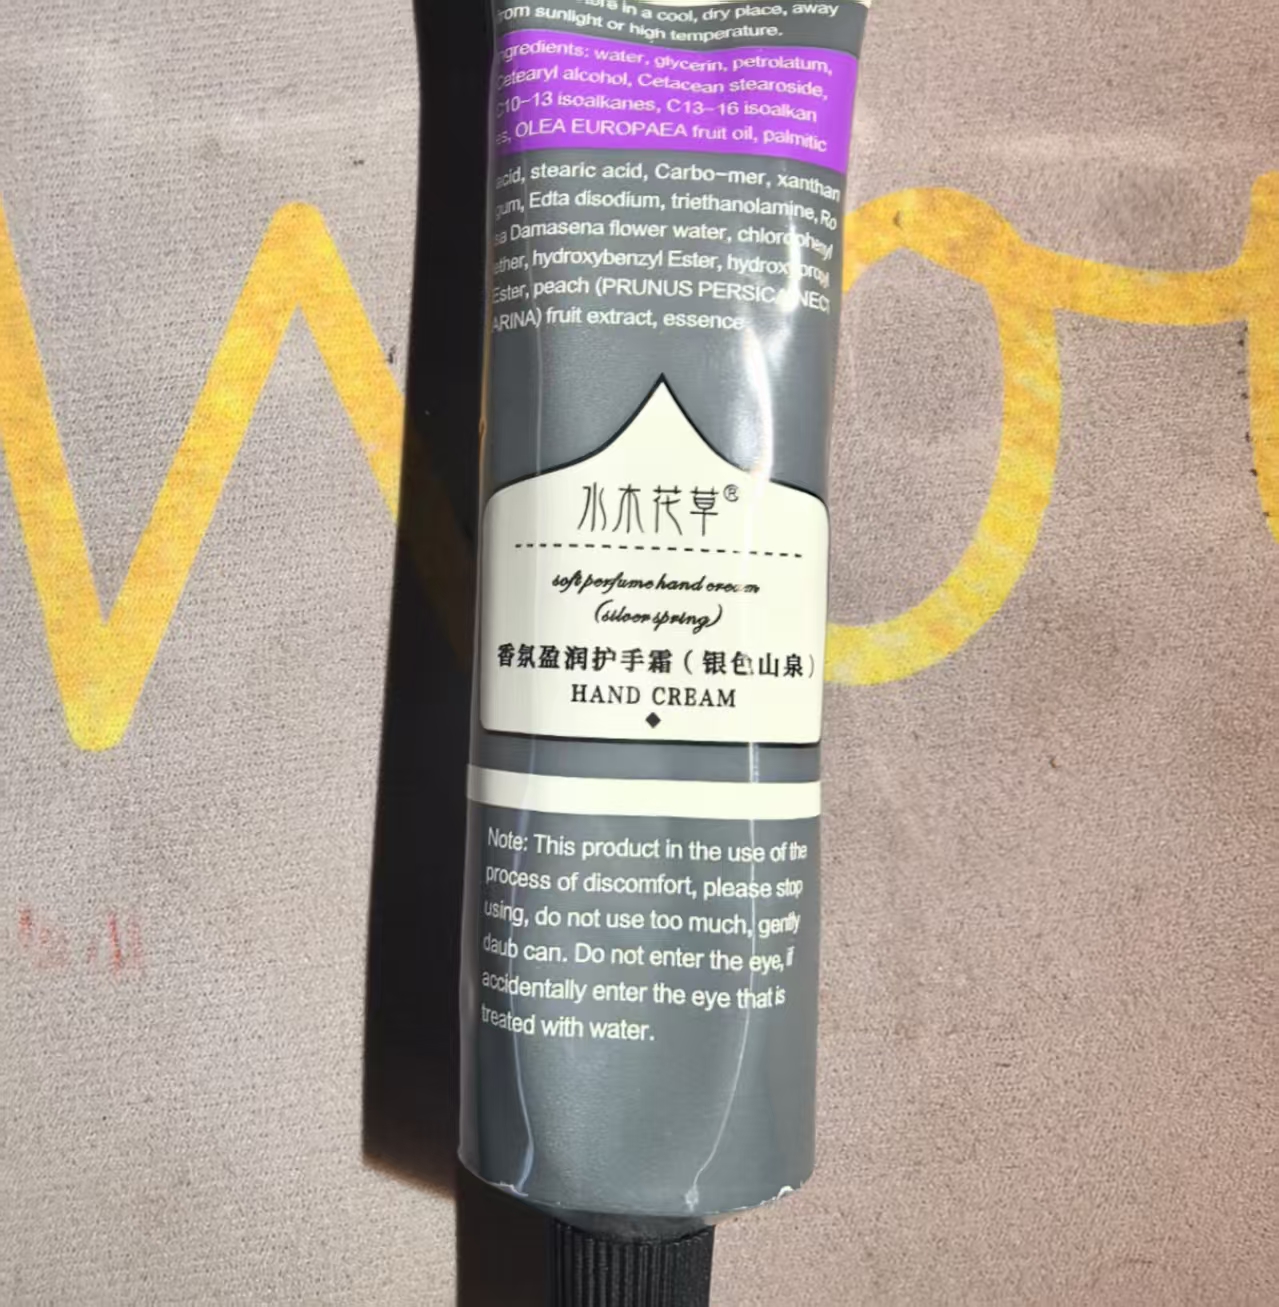 in a cool, dry place, away
from sunlight or high temperature.
ngredients: water, glycerin, petrolatum,
Cetearyl alcohol, Cetacean stearoside,
C10-13 isoalkanes, C13-16 isoalkan
es, OLEA EUROPAEA fruit oil, palmitic
acid, stearic acid, Carbo-mer, xanthan
gum, Edta disodium, triethanolamine, Ro
sa Damasena flower water, chlorophenyl
ether, hydroxybenzyl Ester, hydroxypropyl
Ester, peach (PRUNUS PERSICA NECT
ARINA) fruit extract, essence
水木花草®
soft perfume hand cream
(silver spring)
香氛盈润护手霜(银色山泉)
HAND CREAM
Note: This product in the use of the
process of discomfort, please stop
using, do not use too much, gently
daub can. Do not enter the eye, if
accidentally enter the eye that is
treated with water.